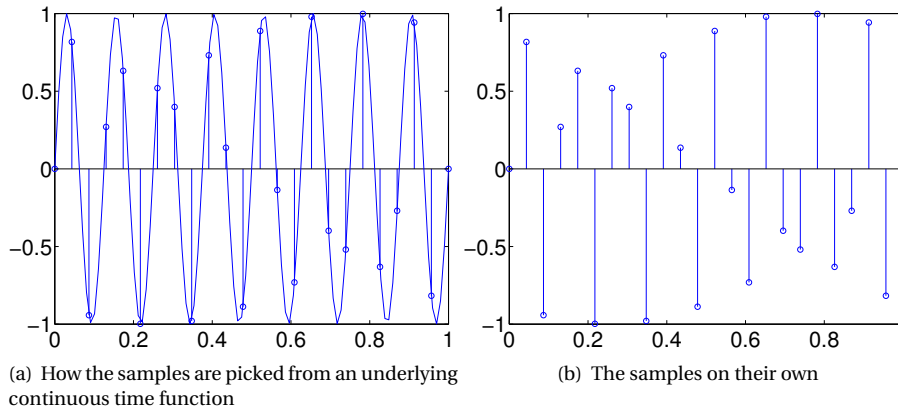 1
0.5
0
−0.5
−1
0 0.2 0.4 0.6 0.8 1
(a) How the samples are picked from an underlying
continuous time function
1
0.5
0
−0.5
−1
0 0.2 0.4 0.6 0.8
(b) The samples on their own